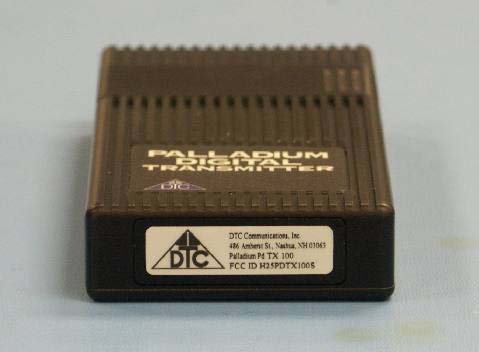 PALLADIUM
DIGITAL
TRANSMITTER
DTC
DTC
DTC Communications, Inc.
486 Amherst St., Nashua, NH 03063
Palladium Pd TX 100
FCC ID H25PDTX100S